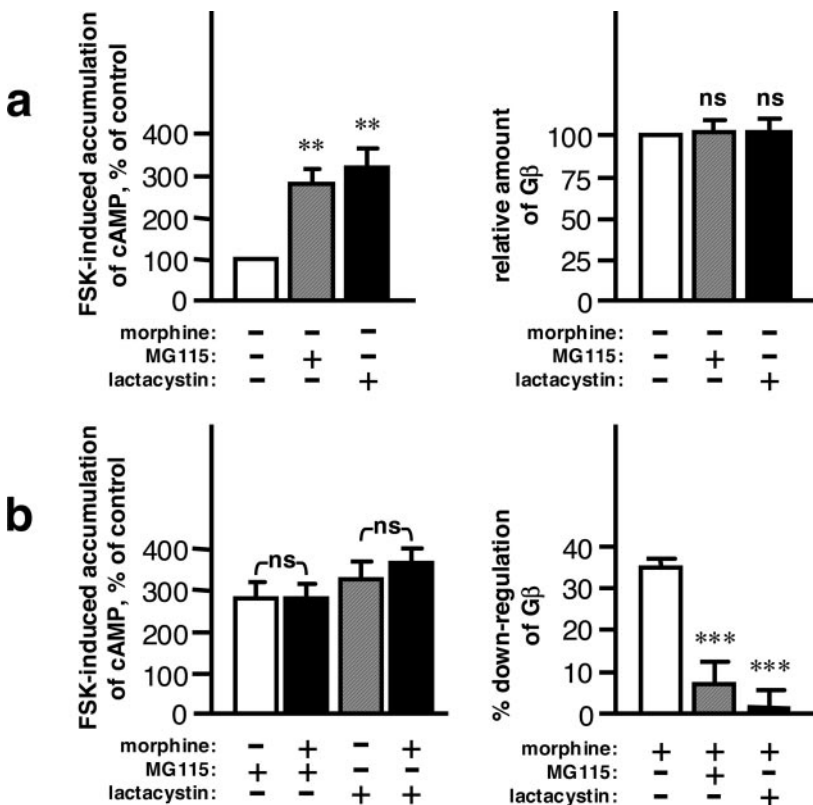 a
FSK-induced accumulation
of cAMP, % of control
400
300
200
100
0
** **
morphine: – – –
MG115: – + –
lactacystin: – – +
relative amount
of Gβ
100
75
50
25
0
ns ns
morphine: – – –
MG115: – + –
lactacystin: – – +
b
FSK-induced accumulation
of cAMP, % of control
400
300
200
100
0
ns ns
morphine: – + – +
MG115: + + – –
lactacystin: – – + +
% down-regulation
of Gβ
40
30
20
10
0
*** ***
morphine: + + +
MG115: – + –
lactacystin: – – +